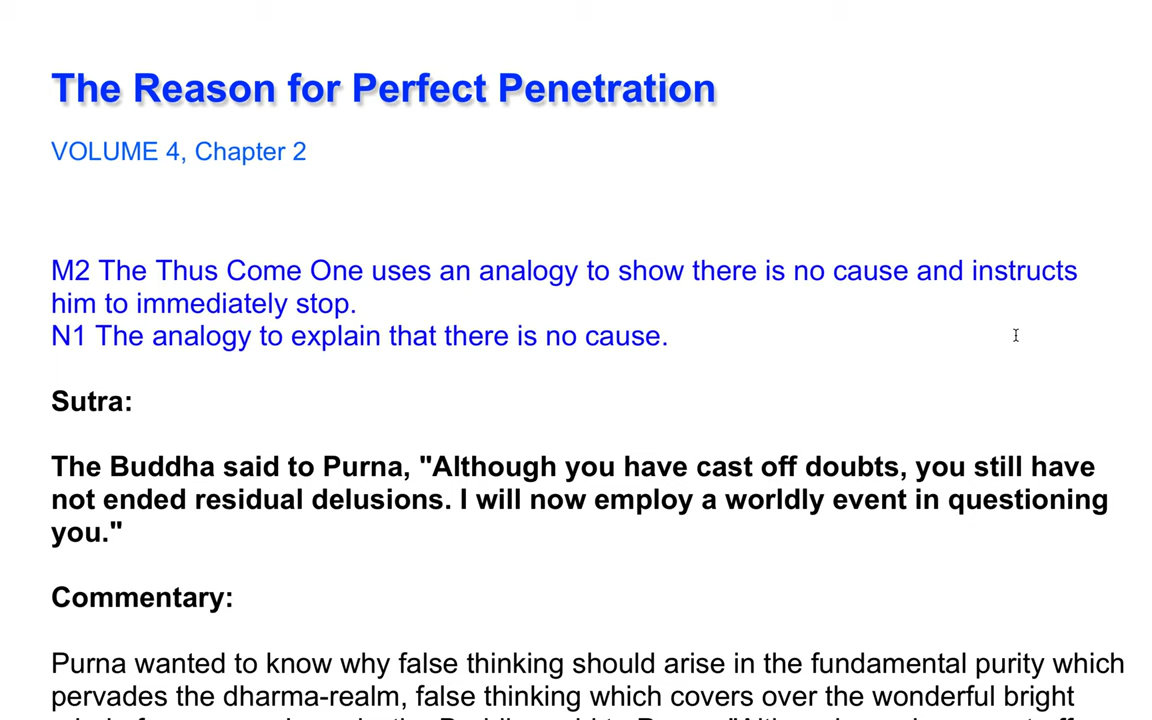 The Reason for Perfect Penetration
VOLUME 4, Chapter 2
M2 The Thus Come One uses an analogy to show there is no cause and instructs
him to immediately stop.
N1 The analogy to explain that there is no cause.
Sutra:
The Buddha said to Purna, "Although you have cast off doubts, you still have
not ended residual delusions. I will now employ a worldly event in questioning
you."
Commentary:
Purna wanted to know why false thinking should arise in the fundamental purity which
pervades the dharma-realm, false thinking which covers over the wonderful bright